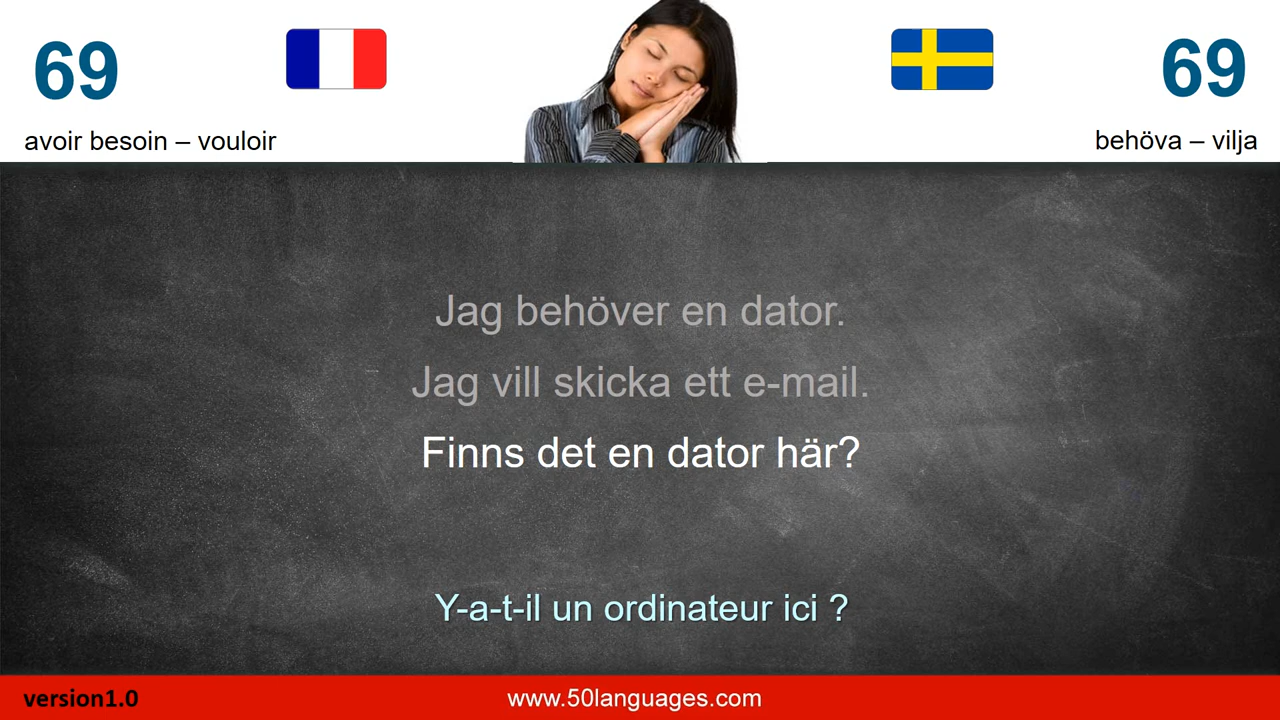 69
69
avoir besoin – vouloir
behöva – vilja
Jag behöver en dator.
Jag vill skicka ett e-mail.
Finns det en dator här?
Y-a-t-il un ordinateur ici ?
version1.0
www.50languages.com